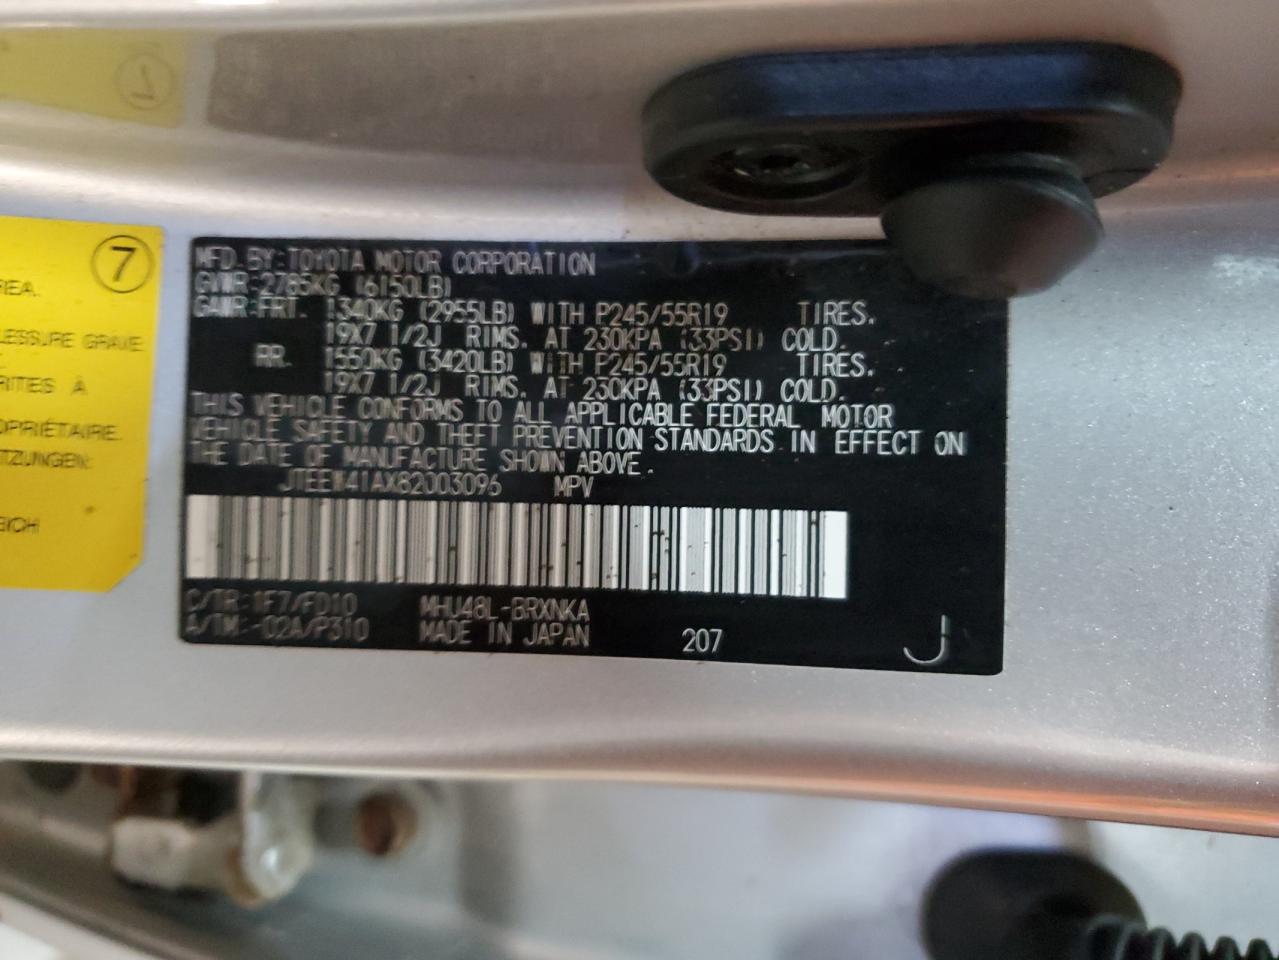 7
REA.
LESSURE GRAVE
RITES À
OPRIÉTAIRE.
TZUNGEN:
MFD. BY: TOYOTA MOTOR CORPORATION
GVWR: 2785KG (6150LB)
GAWR: FRT. 1340KG (2955LB) WITH P245/55R19 TIRES.
19X7 1/2J RIMS. AT 230KPA (33PSI) COLD.
RR. 1550KG (3420LB) WITH P245/55R19 TIRES.
19X7 1/2J RIMS. AT 230KPA (33PSI) COLD.
THIS VEHICLE CONFORMS TO ALL APPLICABLE FEDERAL MOTOR
VEHICLE SAFETY AND THEFT PREVENTION STANDARDS IN EFFECT ON
THE DATE OF MANUFACTURE SHOWN ABOVE.
JTEEW41AX82003096 MPV
C/TR: 1F7/FD10 MHU48L-BRXNKA
A/TM: -02A/P310 MADE IN JAPAN 207 J